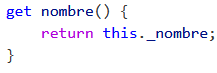 get nombre() {
    return this._nombre;
}